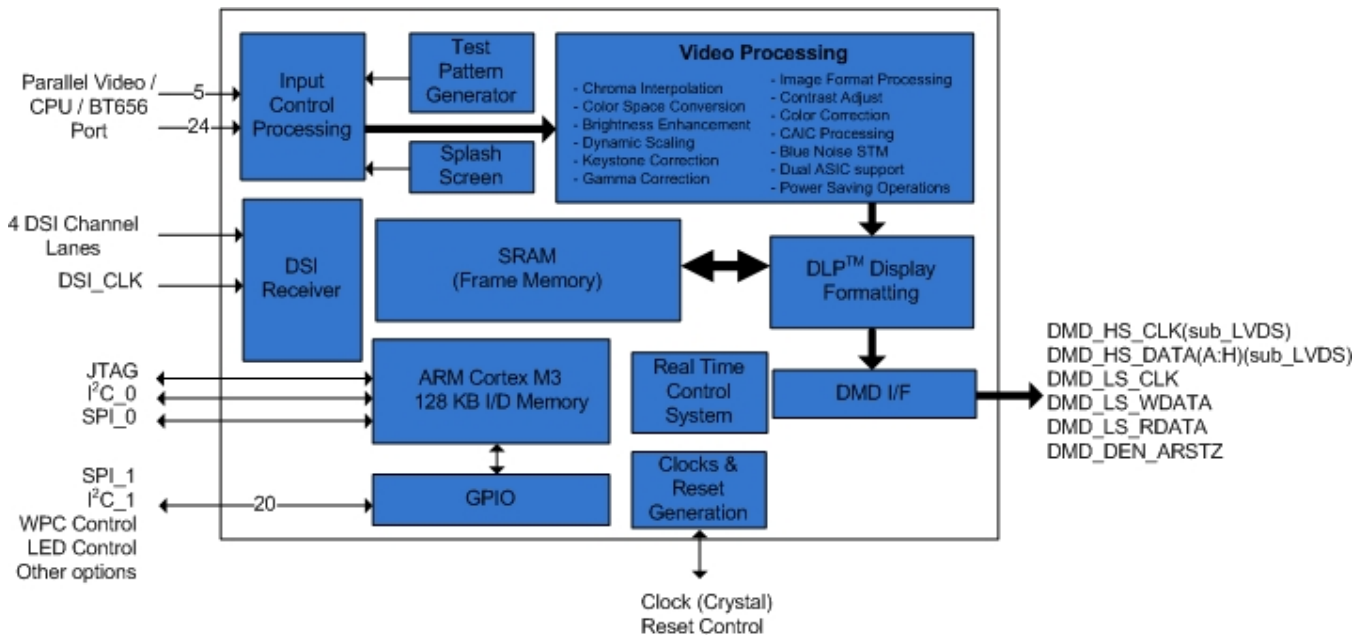 Parallel Video /
CPU / BT656
Port
5
24
Input
Control
Processing
Test
Pattern
Generator
Splash
Screen
Video Processing
- Chroma Interpolation
- Color Space Conversion
- Brightness Enhancement
- Dynamic Scaling
- Keystone Correction
- Gamma Correction
- Image Format Processing
- Contrast Adjust
- Color Correction
- CAIC Processing
- Blue Noise STM
- Dual ASIC support
- Power Saving Operations
4 DSI Channel
Lanes
DSI_CLK
DSI
Receiver
SRAM
(Frame Memory)
DLP™ Display
Formatting
JTAG
I²C_0
SPI_0
ARM Cortex M3
128 KB I/D Memory
Real Time
Control
System
DMD I/F
DMD_HS_CLK(sub_LVDS)
DMD_HS_DATA(A:H)(sub_LVDS)
DMD_LS_CLK
DMD_LS_WDATA
DMD_LS_RDATA
DMD_DEN_ARSTZ
SPI_1
I²C_1
WPC Control
LED Control
Other options
20
GPIO
Clocks &
Reset
Generation
Clock (Crystal)
Reset Control